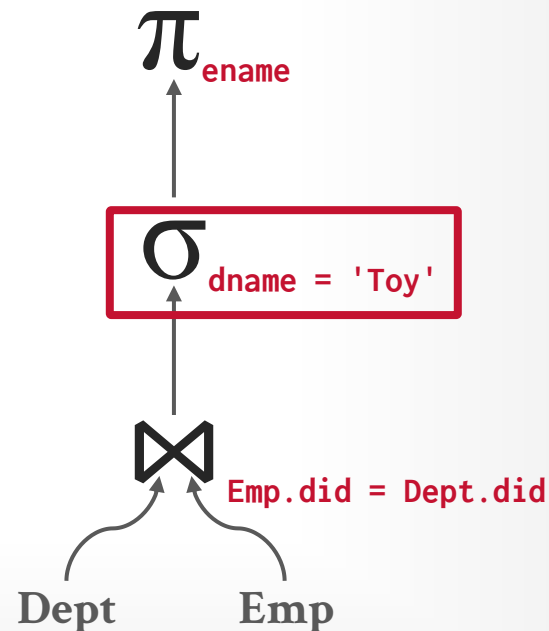 π ename
σ dname = 'Toy'
⋈ Emp.did = Dept.did
Dept Emp